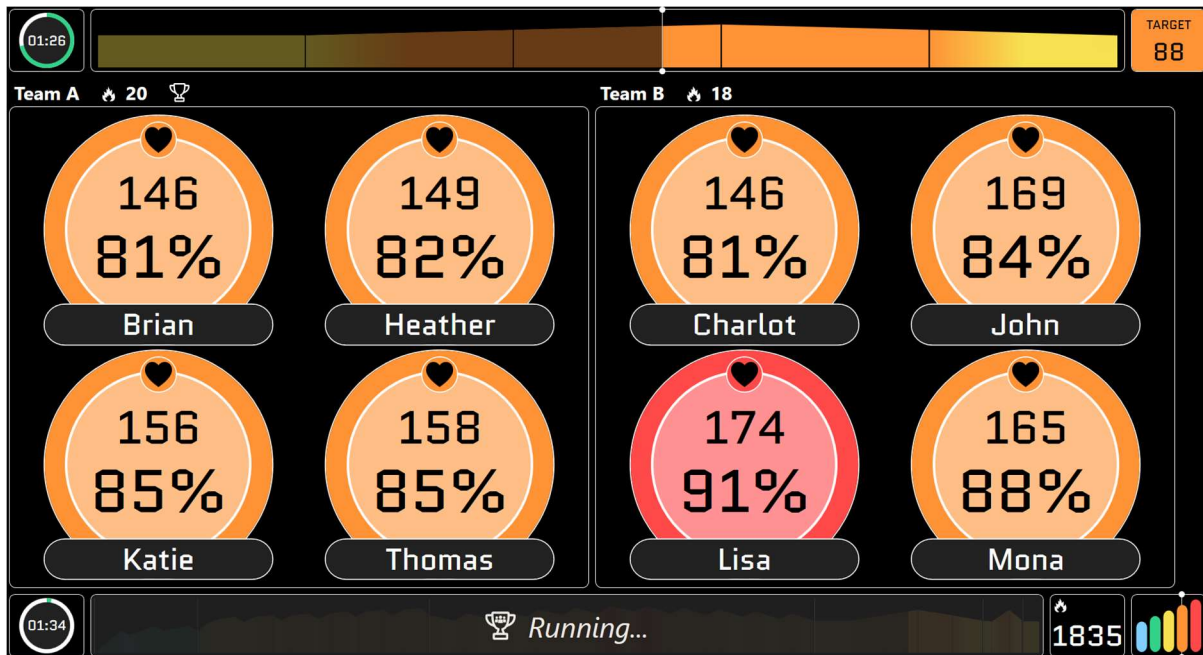 01:26
TARGET
88
Team A 20
Team B 18
146 149 146 169
81% 82% 81% 84%
Brian Heather Charlot John
156 158 174 165
85% 85% 91% 88%
Katie Thomas Lisa Mona
01:34
Running...
1835